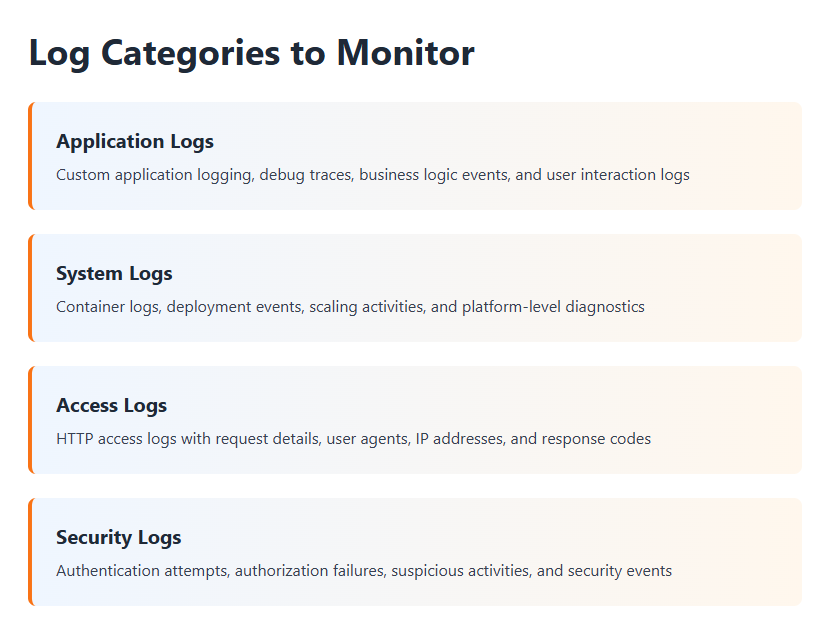 Log Categories to Monitor
Application Logs
Custom application logging, debug traces, business logic events, and user interaction logs
System Logs
Container logs, deployment events, scaling activities, and platform-level diagnostics
Access Logs
HTTP access logs with request details, user agents, IP addresses, and response codes
Security Logs
Authentication attempts, authorization failures, suspicious activities, and security events